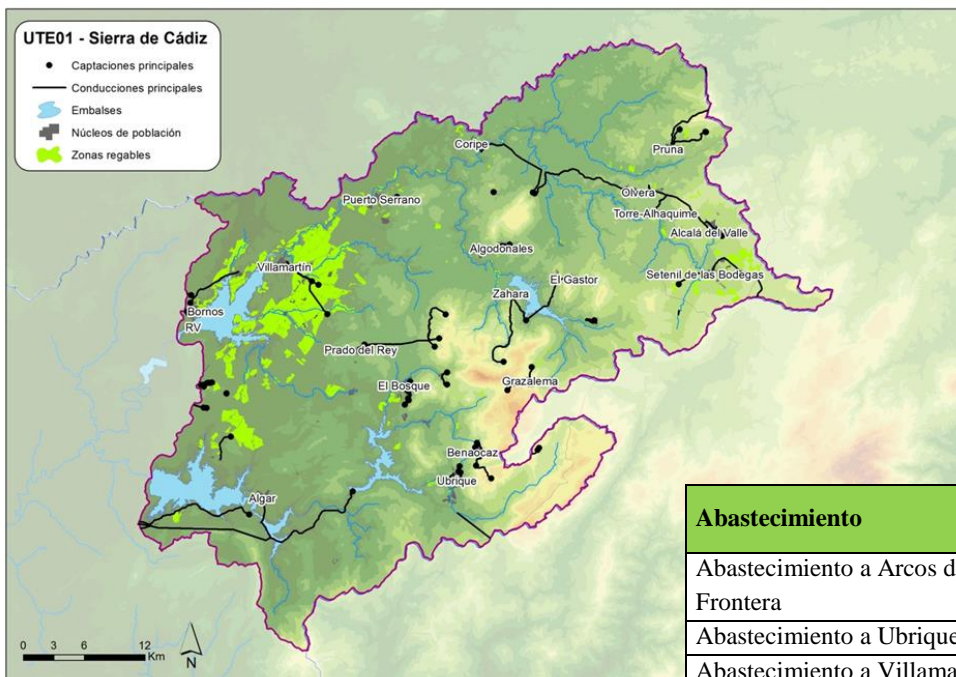 UTE01 - Sierra de Cádiz
Captaciones principales
Conducciones principales
Embalses
Núcleos de población
Zonas regables
Coripe
Pruna
Puerto Serrano
Olvera
Torre-Alhaquime
Alcalá del Valle
Algodonales
Villamartín
Setenil de las Bodegas
El Gastor
Zahara
Bornos
RV
Prado del Rey
El Bosque
Grazalema
Benaocaz
Ubrique
Algar
0 3 6 12
Km
N
Abastecimiento
Abastecimiento a Arcos d
Frontera
Abastecimiento a Ubrique
Abastecimiento a Villama